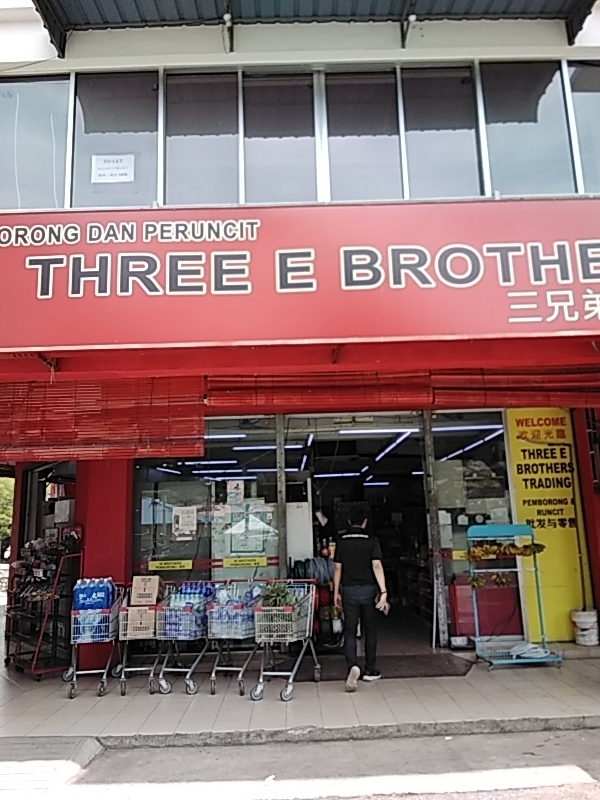 TO LET
ORONG DAN PERUNCIT
THREE E BROTHE
三兄弟
WELCOME
欢迎光临
THREE E
BROTHERS
TRADING
PEMBORONG &
RUNCIT
批发与零售